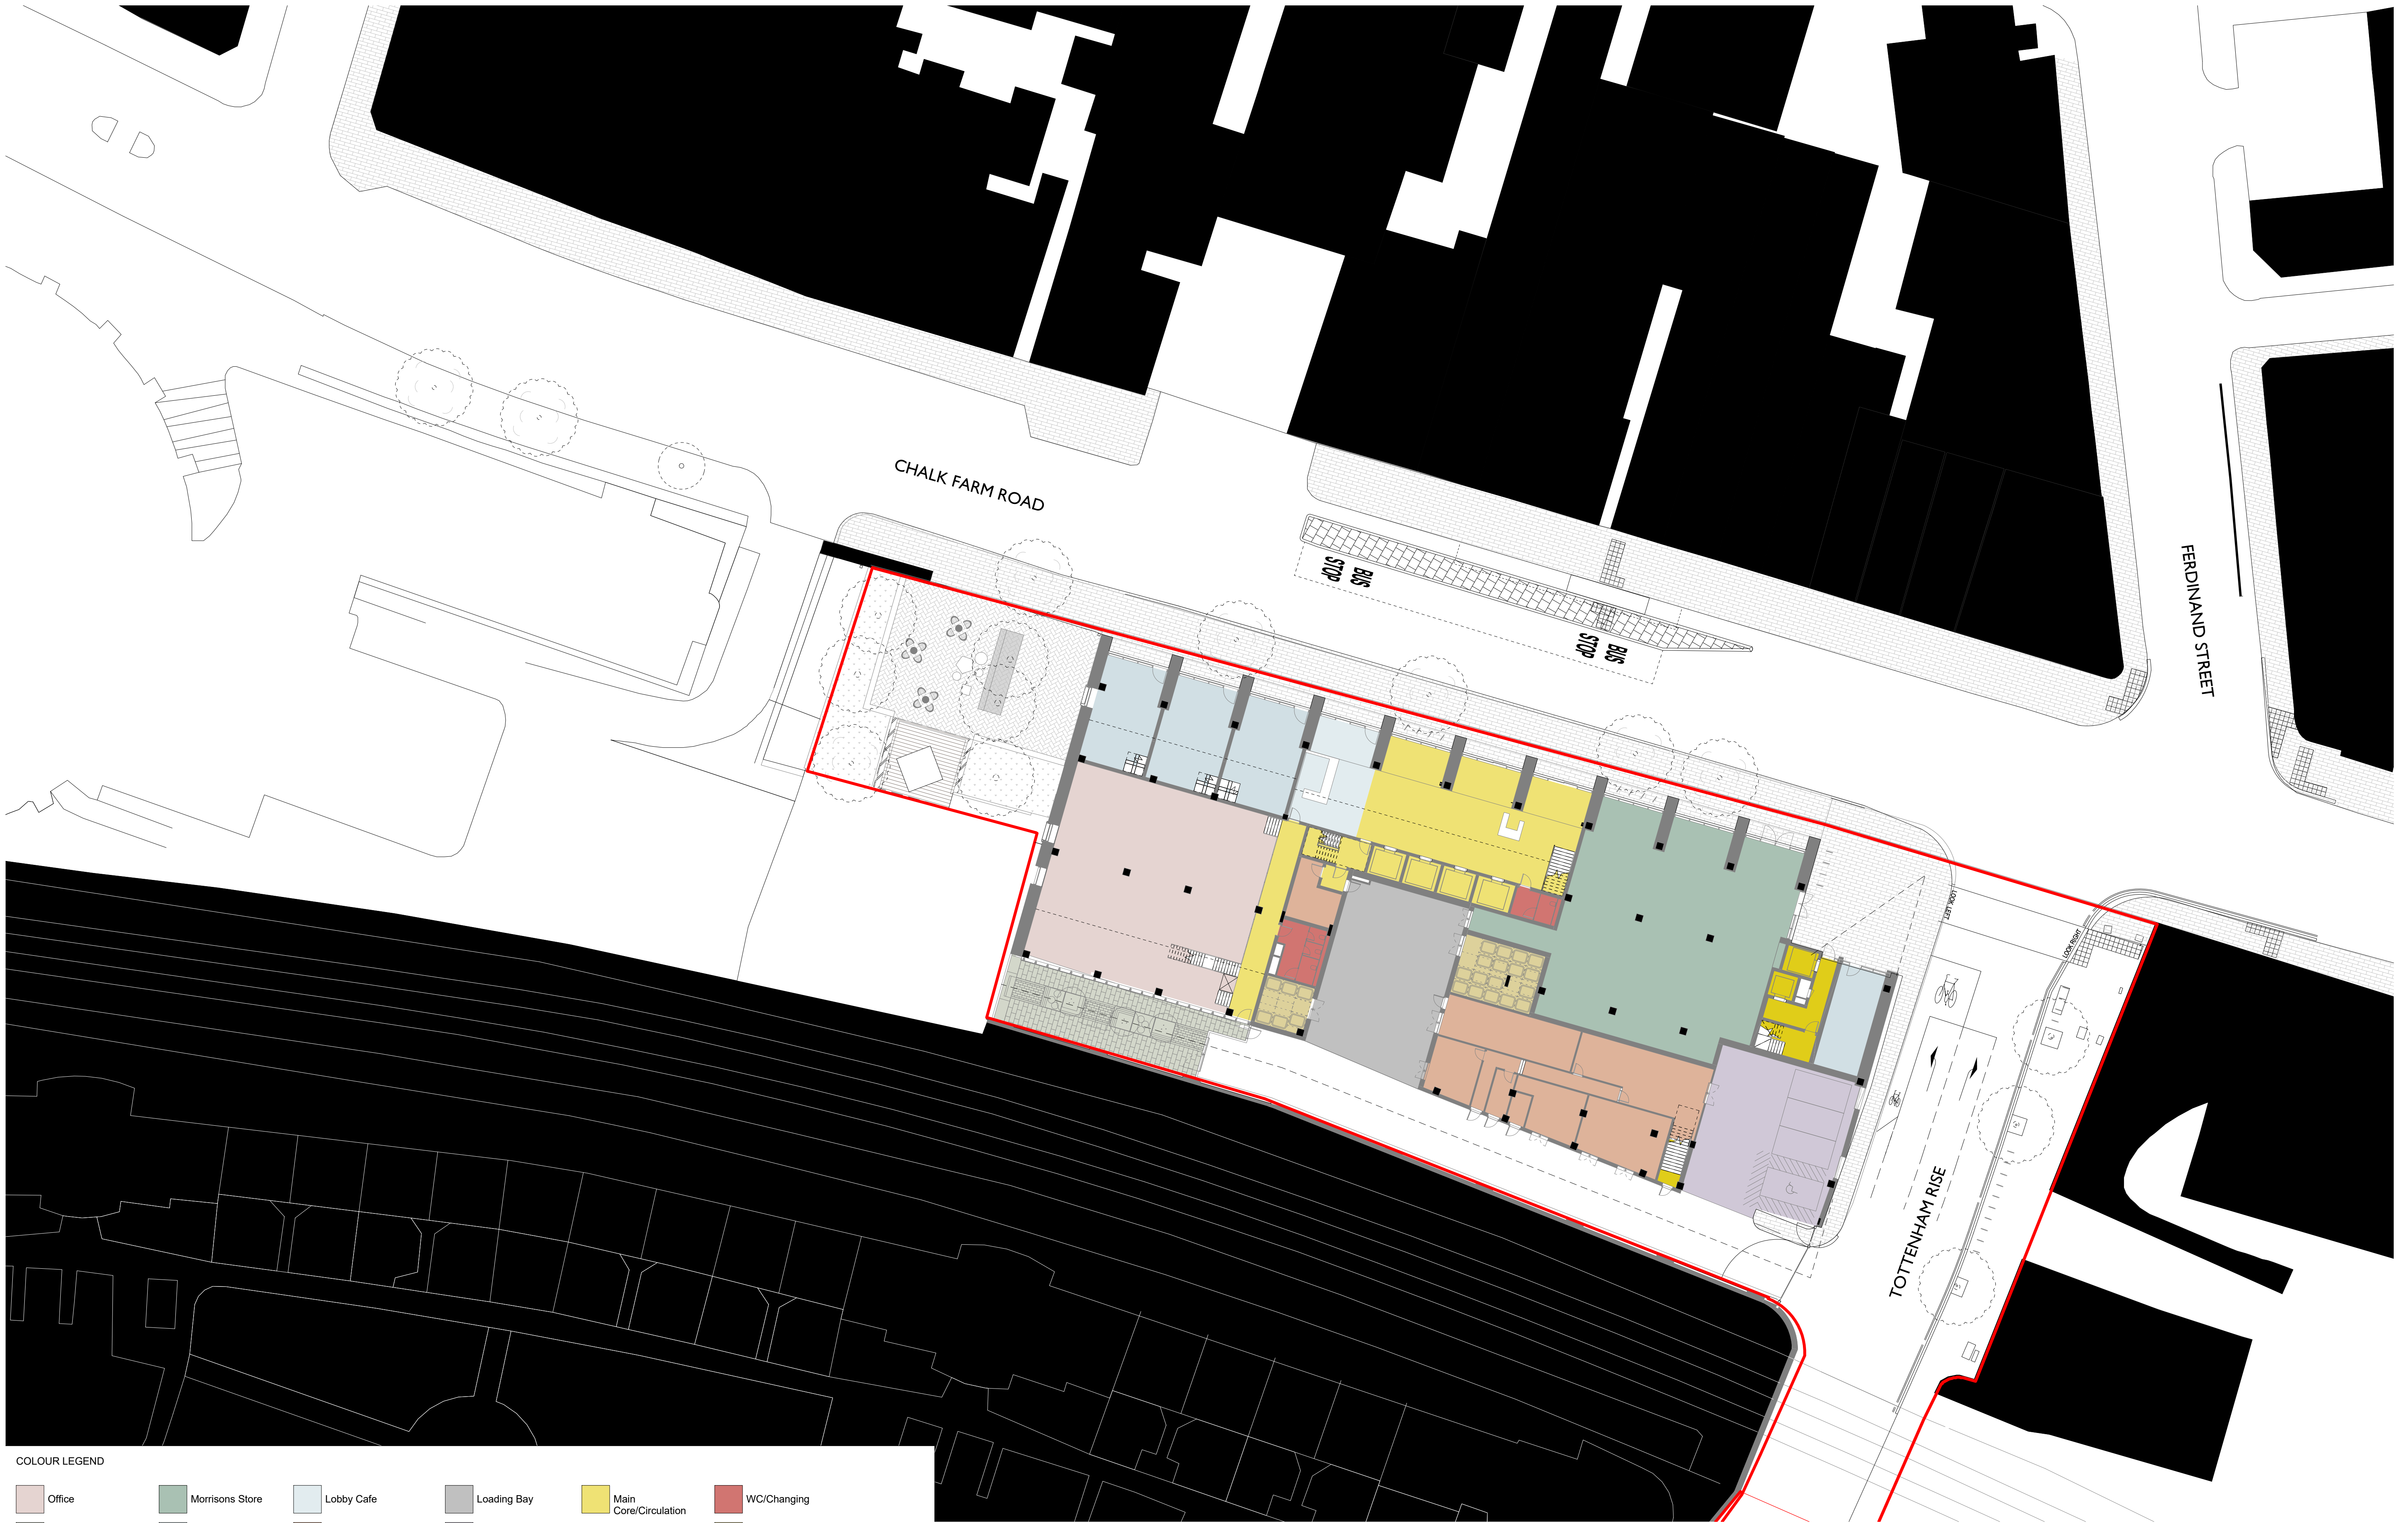 CHALK FARM ROAD
BUS
STOP
BUS
STOP
FERDINAND STREET
LOOK LEFT
LOOK RIGHT
TOTTENHAM RISE
COLOUR LEGEND
Office
Morrisons Store
Lobby Cafe
Loading Bay
Main
Core/Circulation
WC/Changing